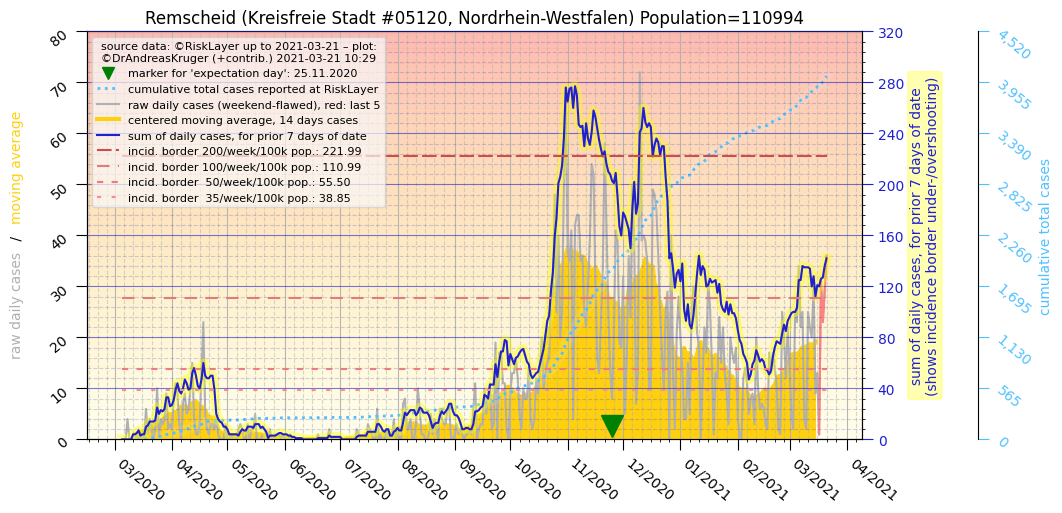 Remscheid (Kreisfreie Stadt #05120, Nordrhein-Westfalen) Population=110994
source data: ©RiskLayer up to 2021-03-21 – plot:
©DrAndreasKruger (+contrib.) 2021-03-21 10:29
marker for 'expectation day': 25.11.2020
cumulative total cases reported at RiskLayer
raw daily cases (weekend-flawed), red: last 5
centered moving average, 14 days cases
sum of daily cases, for prior 7 days of date
incid. border 200/week/100k pop.: 221.99
incid. border 100/week/100k pop.: 110.99
incid. border  50/week/100k pop.: 55.50
incid. border  35/week/100k pop.: 38.85
raw daily cases / moving average
80
70
60
50
40
30
20
10
0
03/2020
04/2020
05/2020
06/2020
07/2020
08/2020
09/2020
10/2020
11/2020
12/2020
01/2021
02/2021
03/2021
04/2021
320
280
240
200
160
120
80
40
0
sum of daily cases, for prior 7 days of date
(shows incidence border under-/overshooting)
4,520
3,955
3,390
2,825
2,260
1,695
1,130
565
0
cumulative total cases